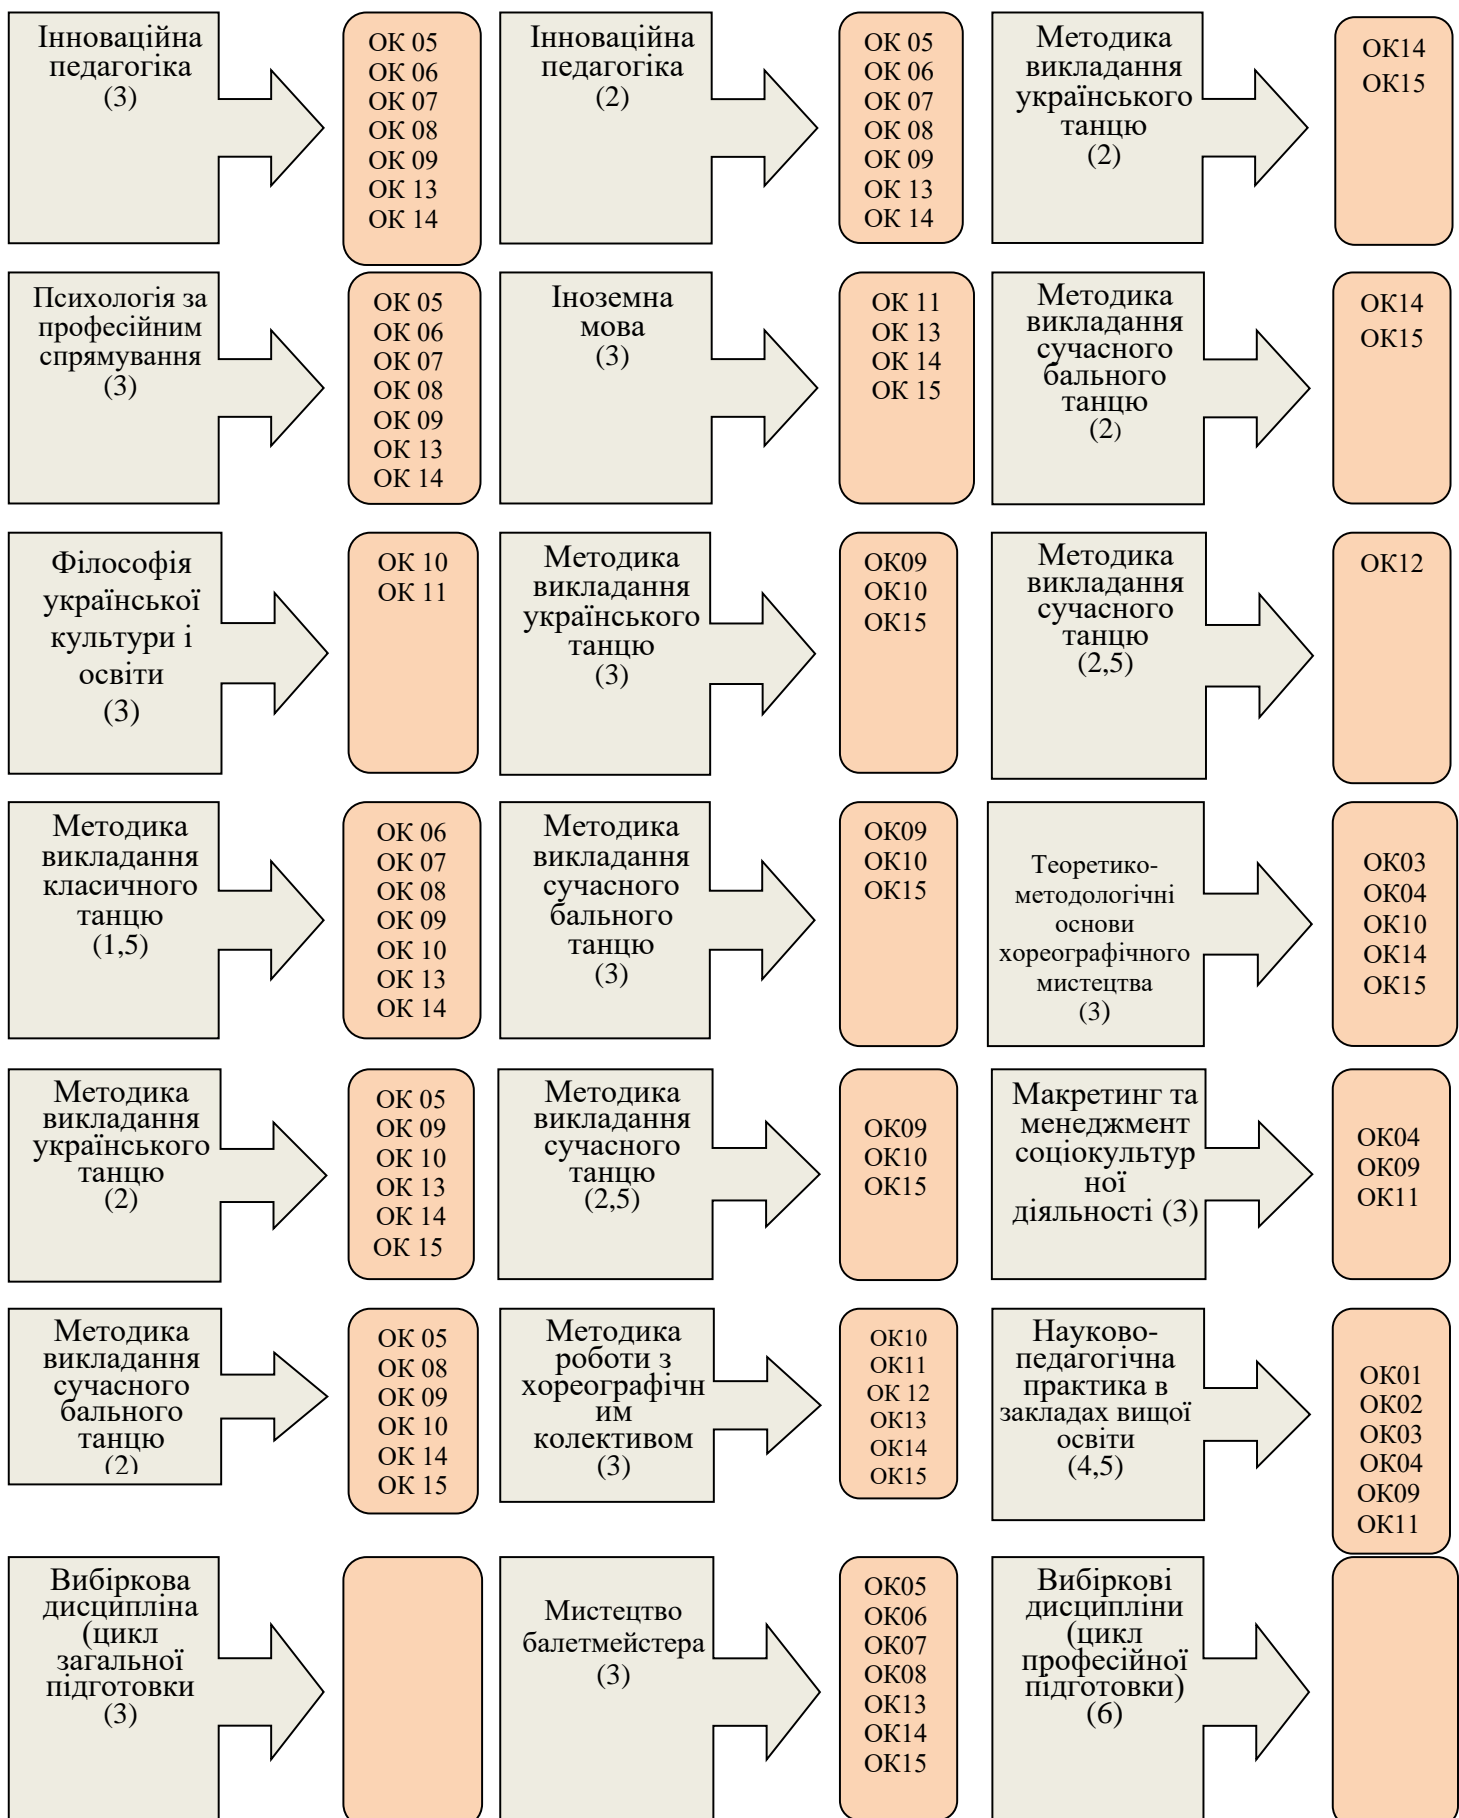 Інноваційна
педагогіка
(3)
ОК 05
ОК 06
ОК 07
ОК 08
ОК 09
ОК 13
ОК 14
Інноваційна
педагогіка
(2)
ОК 05
ОК 06
ОК 07
ОК 08
ОК 09
ОК 13
ОК 14
Методика
викладання
українського
танцю
(2)
ОК14
ОК15
Психологія за
професійним
спрямування
(3)
ОК 05
ОК 06
ОК 07
ОК 08
ОК 09
ОК 13
ОК 14
Іноземна
мова
(3)
ОК 11
ОК 13
ОК 14
ОК 15
Методика
викладання
сучасного
бального
танцю
(2)
ОК14
ОК15
Філософія
української
культури і
освіти
(3)
ОК 10
ОК 11
Методика
викладання
українського
танцю
(3)
ОК09
ОК10
ОК15
Методика
викладання
сучасного
танцю
(2,5)
ОК12
Методика
викладання
класичного
танцю
(1,5)
ОК 06
ОК 07
ОК 08
ОК 09
ОК 10
ОК 13
ОК 14
Методика
викладання
сучасного
бального
танцю
(3)
ОК09
ОК10
ОК15
Теоретико-
методологічні
основи
хореографічного
мистецтва
(3)
ОК03
ОК04
ОК10
ОК14
ОК15
Методика
викладання
українського
танцю
(2)
ОК 05
ОК 09
ОК 10
ОК 13
ОК 14
ОК 15
Методика
викладання
сучасного
танцю
(2,5)
ОК09
ОК10
ОК15
Макретинг та
менеджмент
соціокультур
ної
діяльності (3)
ОК04
ОК09
ОК11
Методика
викладання
сучасного
бального
танцю
(2)
ОК 05
ОК 08
ОК 09
ОК 10
ОК 14
ОК 15
Методика
роботи з
хореографічн
им
колективом
(3)
ОК10
ОК11
ОК 12
ОК13
ОК14
ОК15
Науково-
педагогічна
практика в
закладах вищої
освіти
(4,5)
ОК01
ОК02
ОК03
ОК04
ОК09
ОК11
Вибіркова
дисципліна
(цикл
загальної
підготовки
(3)
Мистецтво
балетмейстера
(3)
ОК05
ОК06
ОК07
ОК08
ОК13
ОК14
ОК15
Вибіркові
дисципліни
(цикл
професійної
підготовки)
(6)